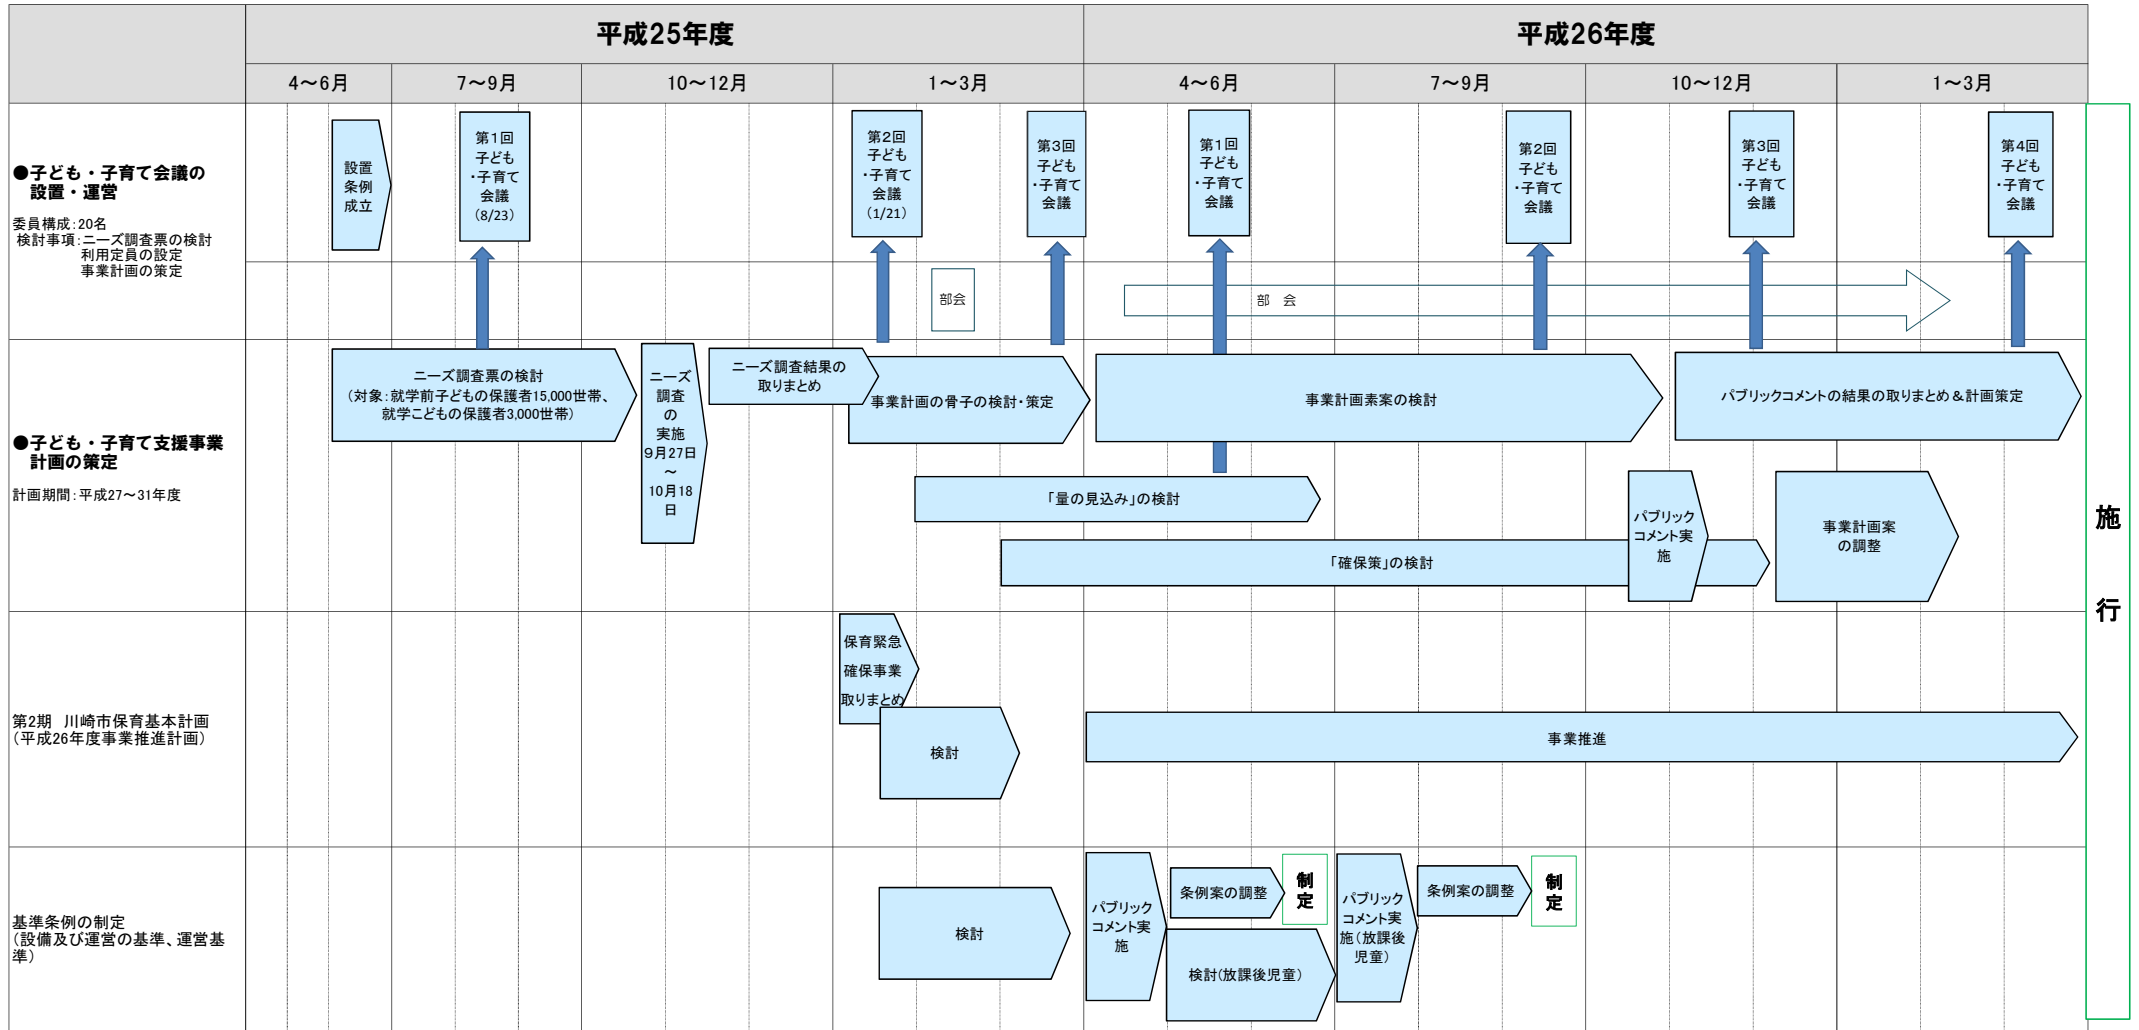 平成25年度
平成26年度
4～6月
7～9月
10～12月
1～3月
4～6月
7～9月
10～12月
1～3月
●子ども・子育て会議の
設置・運営
委員構成：20名
検討事項：ニーズ調査票の検討
利用定員の設定
事業計画の策定
設置
条例
成立
第1回
子ども
・子育て
会議
(8/23)
第2回
子ども
・子育て
会議
(1/21)
第3回
子ども
・子育て
会議
第1回
子ども
・子育て
会議
第2回
子ども
・子育て
会議
第3回
子ども
・子育て
会議
第4回
子ども
・子育て
会議
部会
部　会
●子ども・子育て支援事業
計画の策定
計画期間：平成27～31年度
ニーズ調査票の検討
（対象：就学前子どもの保護者15,000世帯、
就学こどもの保護者3,000世帯）
ニーズ
調査
の
実施
9月27日
～
10月18
日
ニーズ調査結果の
取りまとめ
事業計画の骨子の検討・策定
事業計画素案の検討
パブリックコメントの結果の取りまとめ＆計画策定
「量の見込み」の検討
「確保策」の検討
パブリック
コメント実
施
事業計画案
の調整
第2期　川崎市保育基本計画
（平成26年度事業推進計画）
保育緊急
確保事業
取りまとめ
検討
事業推進
基準条例の制定
（設備及び運営の基準、運営基
準）
検討
パブリック
コメント実
施
条例案の調整
制
定
検討(放課後児童)
パブリック
コメント実
施(放課後
児童)
条例案の調整
制
定
施
行